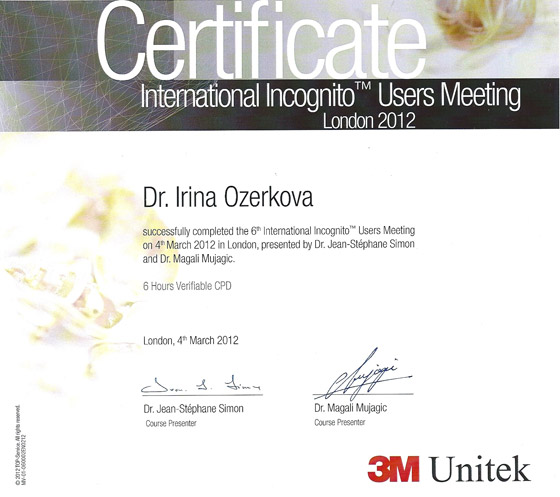 Certificate
International Incognito™ Users Meeting
London 2012
Dr. Irina Ozerkova
successfully completed the 6th International Incognito™ Users Meeting
on 4th March 2012 in London, presented by Dr. Jean-Stéphane Simon
and Dr. Magali Mujagic.
6 Hours Verifiable CPD
London, 4th March 2012
Dr. Jean-Stéphane Simon
Course Presenter
Dr. Magali Mujagic
Course Presenter
© 2012 TOP-Service. All rights reserved.
3M Unitek